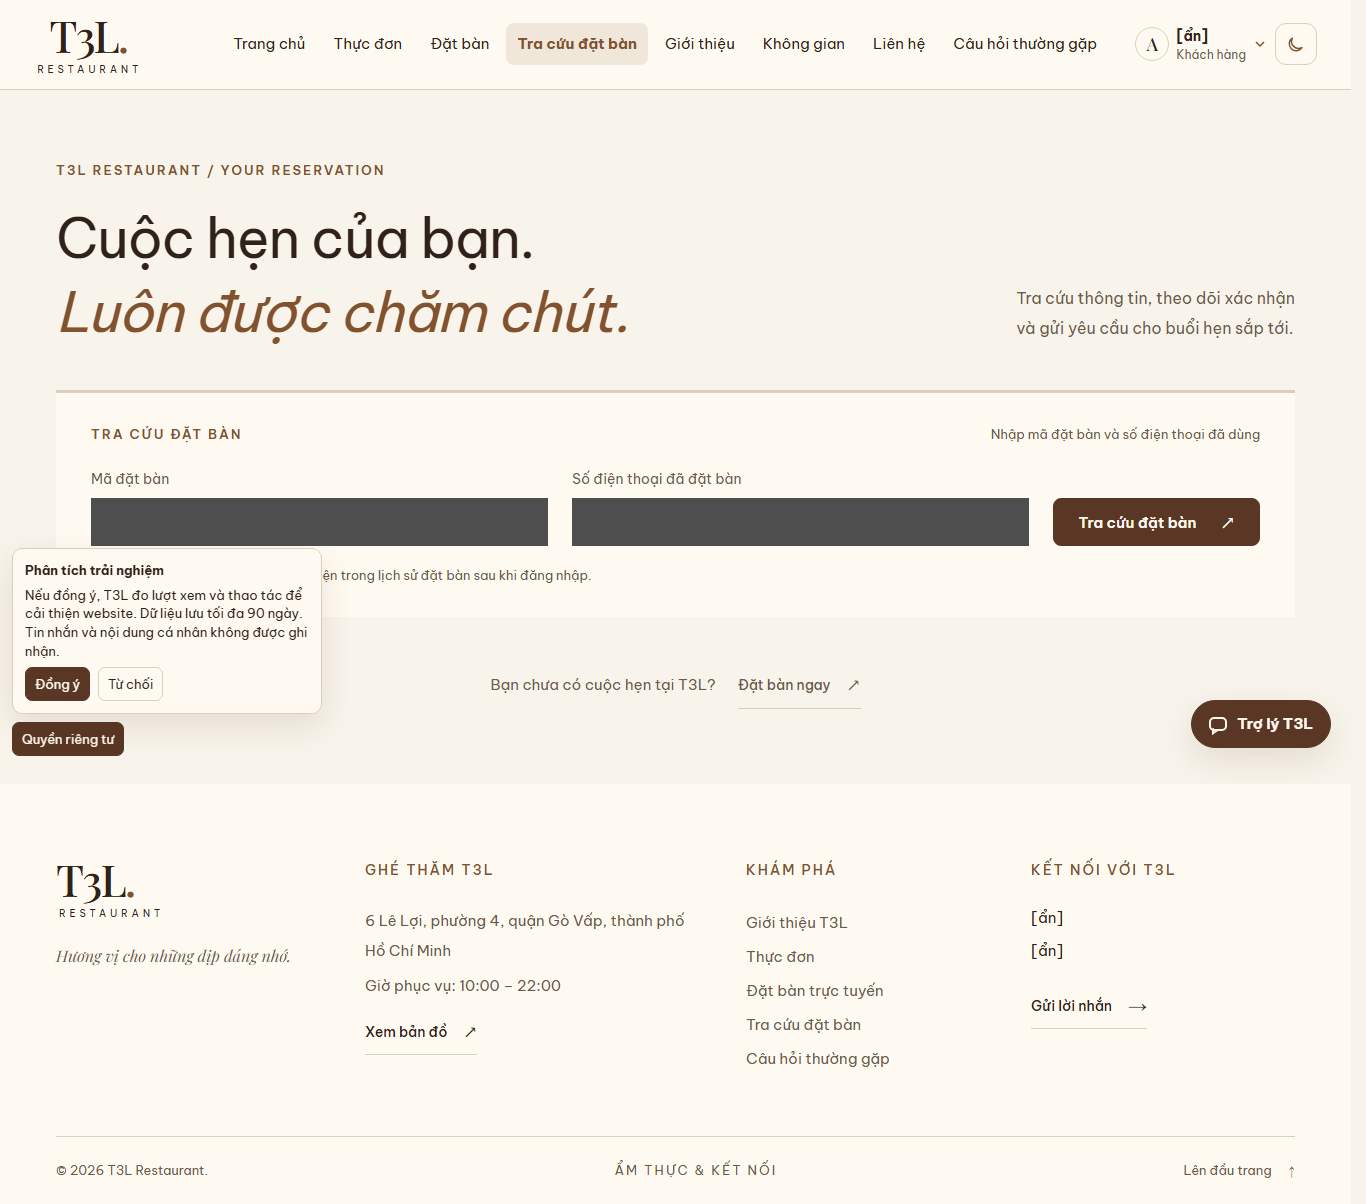 T3L.
RESTAURANT
Trang chủ
Thực đơn
Đặt bàn
Tra cứu đặt bàn
Giới thiệu
Không gian
Liên hệ
Câu hỏi thường gặp
A
[ẩn]
Khách hàng
T3L RESTAURANT / YOUR RESERVATION
Cuộc hẹn của bạn.
Luôn được chăm chút.
Tra cứu thông tin, theo dõi xác nhận
và gửi yêu cầu cho buổi hẹn sắp tới.
TRA CỨU ĐẶT BÀN
Nhập mã đặt bàn và số điện thoại đã dùng
Mã đặt bàn
Số điện thoại đã đặt bàn
Tra cứu đặt bàn ↗
trong lịch sử đặt bàn sau khi đăng nhập.
Phân tích trải nghiệm
Nếu đồng ý, T3L đo lượt xem và thao tác để
cải thiện website. Dữ liệu lưu tối đa 90 ngày.
Tin nhắn và nội dung cá nhân không được ghi
nhận.
Đồng ý
Từ chối
Quyền riêng tư
Bạn chưa có cuộc hẹn tại T3L?
Đặt bàn ngay ↗
Trợ lý T3L
T3L.
RESTAURANT
Hương vị cho những dịp đáng nhớ.
GHÉ THĂM T3L
6 Lê Lợi, phường 4, quận Gò Vấp, thành phố
Hồ Chí Minh
Giờ phục vụ: 10:00 – 22:00
Xem bản đồ ↗
KHÁM PHÁ
Giới thiệu T3L
Thực đơn
Đặt bàn trực tuyến
Tra cứu đặt bàn
Câu hỏi thường gặp
KẾT NỐI VỚI T3L
[ẩn]
[ẩn]
Gửi lời nhắn →
© 2026 T3L Restaurant.
ẨM THỰC & KẾT NỐI
Lên đầu trang ↑